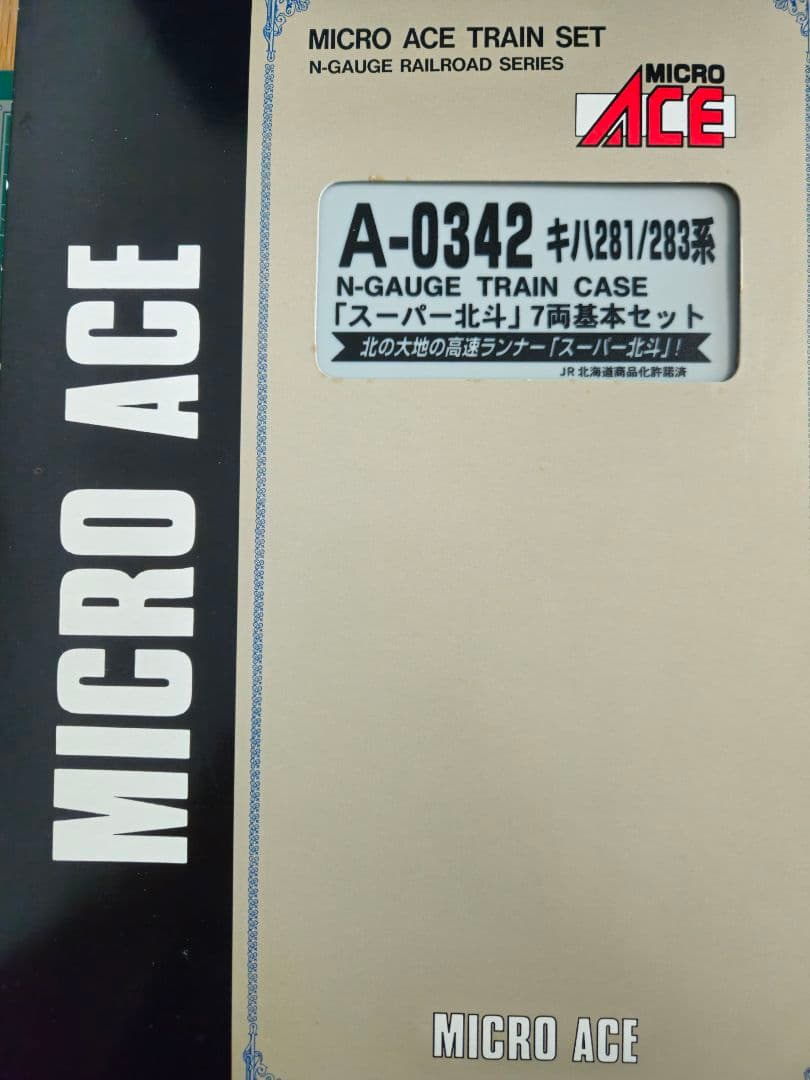 MICRO ACE
MICRO ACE TRAIN SET
N-GAUGE RAILROAD SERIES
MICRO
ACE
A-0342 キハ281/283系
N-GAUGE TRAIN CASE
「スーパー北斗」7両基本セット
北の大地の高速ランナー「スーパー北斗」!
JR北海道商品化許諾済
MICRO ACE